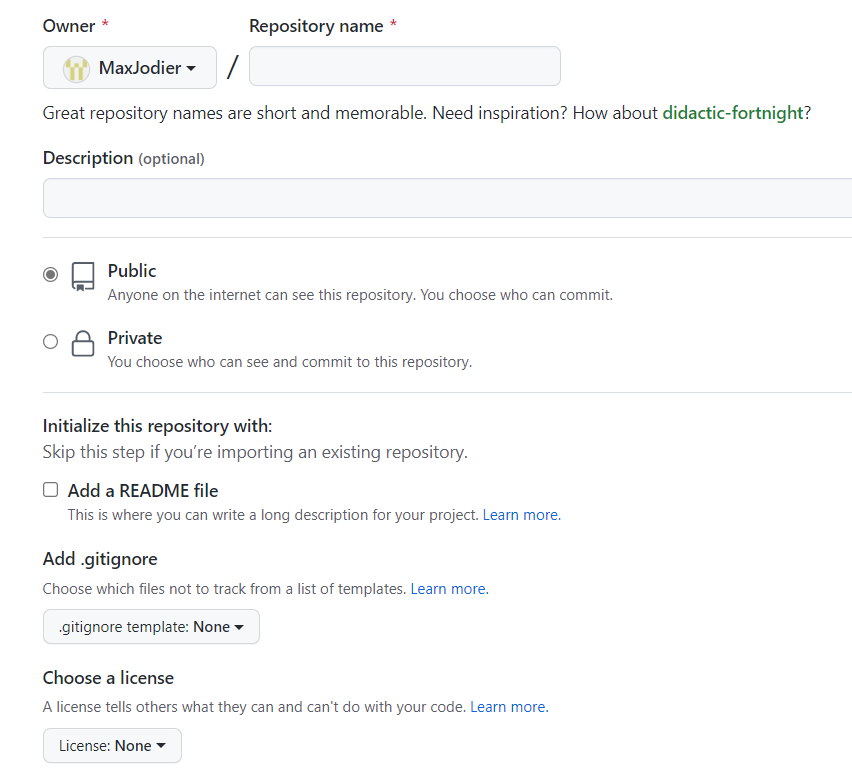 Owner * Repository name *
MaxJodier /
Great repository names are short and memorable. Need inspiration? How about didactic-fortnight?
Description (optional)
Public
Anyone on the internet can see this repository. You choose who can commit.
Private
You choose who can see and commit to this repository.
Initialize this repository with:
Skip this step if you’re importing an existing repository.
Add a README file
This is where you can write a long description for your project. Learn more.
Add .gitignore
Choose which files not to track from a list of templates. Learn more.
.gitignore template: None
Choose a license
A license tells others what they can and can't do with your code. Learn more.
License: None